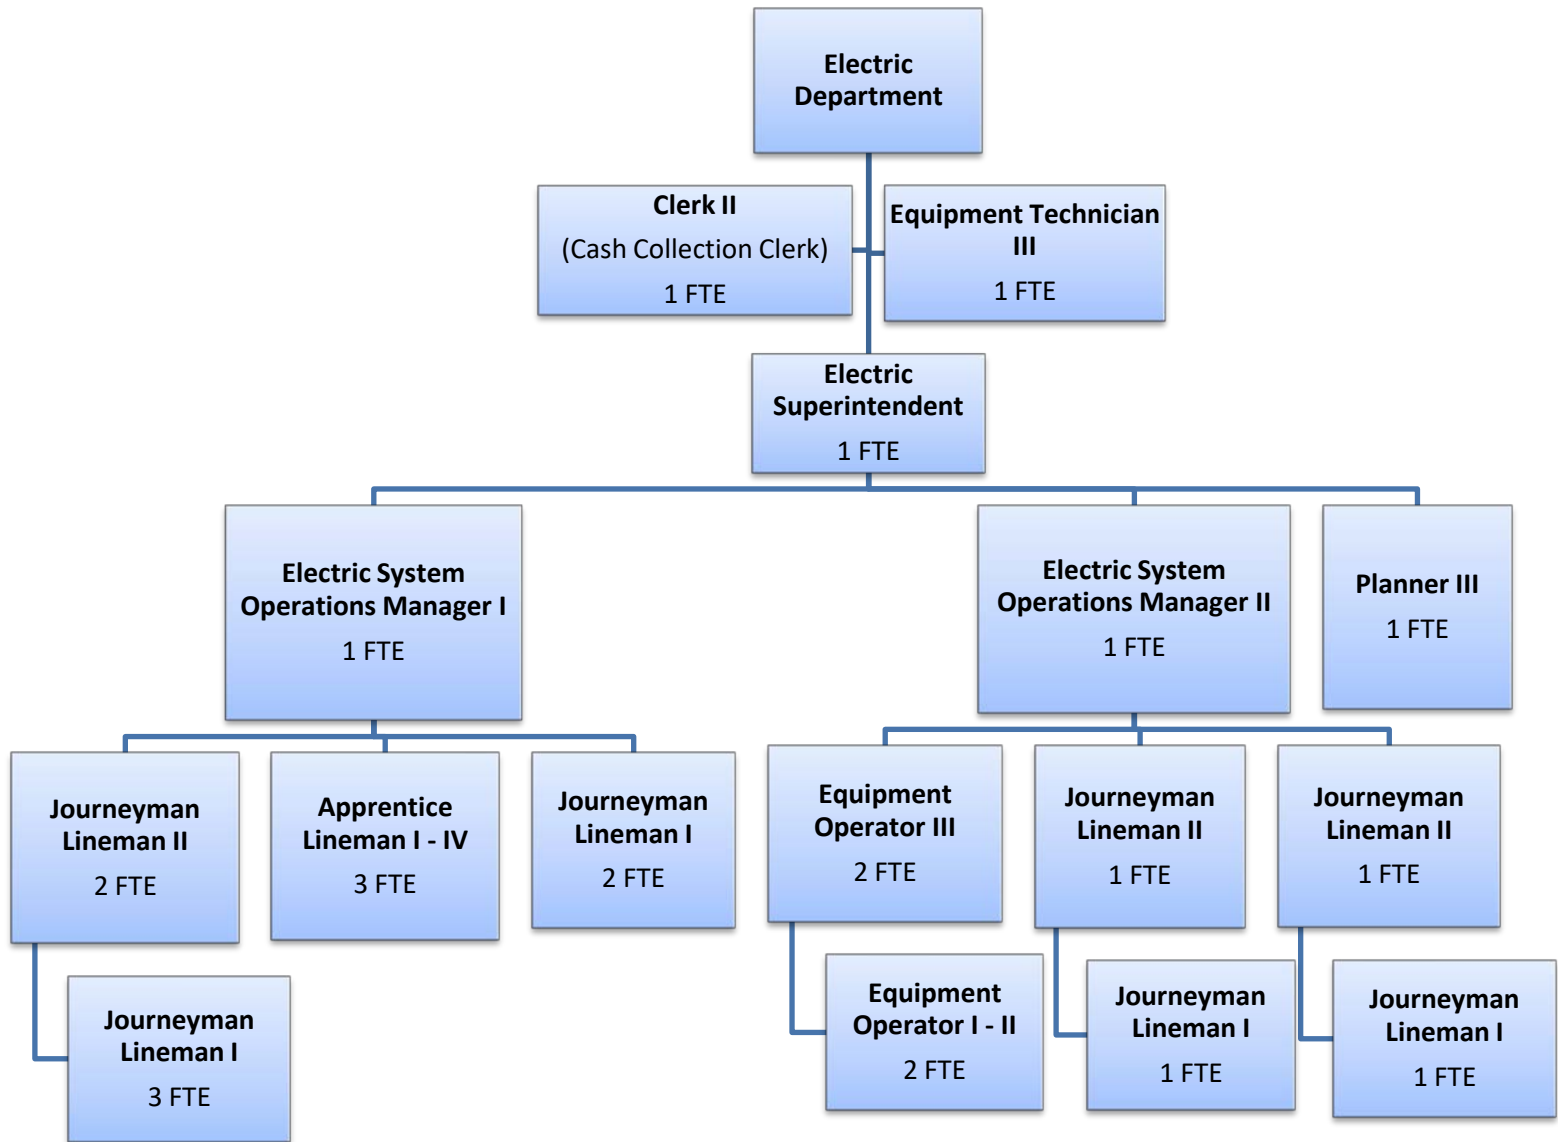 Electric
Department
Clerk II
(Cash Collection Clerk)
1 FTE
Equipment Technician
III
1 FTE
Electric
Superintendent
1 FTE
Electric System
Operations Manager I
1 FTE
Electric System
Operations Manager II
1 FTE
Planner III
1 FTE
Journeyman
Lineman II
2 FTE
Apprentice
Lineman I - IV
3 FTE
Journeyman
Lineman I
2 FTE
Equipment
Operator III
2 FTE
Journeyman
Lineman II
1 FTE
Journeyman
Lineman II
1 FTE
Journeyman
Lineman I
3 FTE
Equipment
Operator I - II
2 FTE
Journeyman
Lineman I
1 FTE
Journeyman
Lineman I
1 FTE